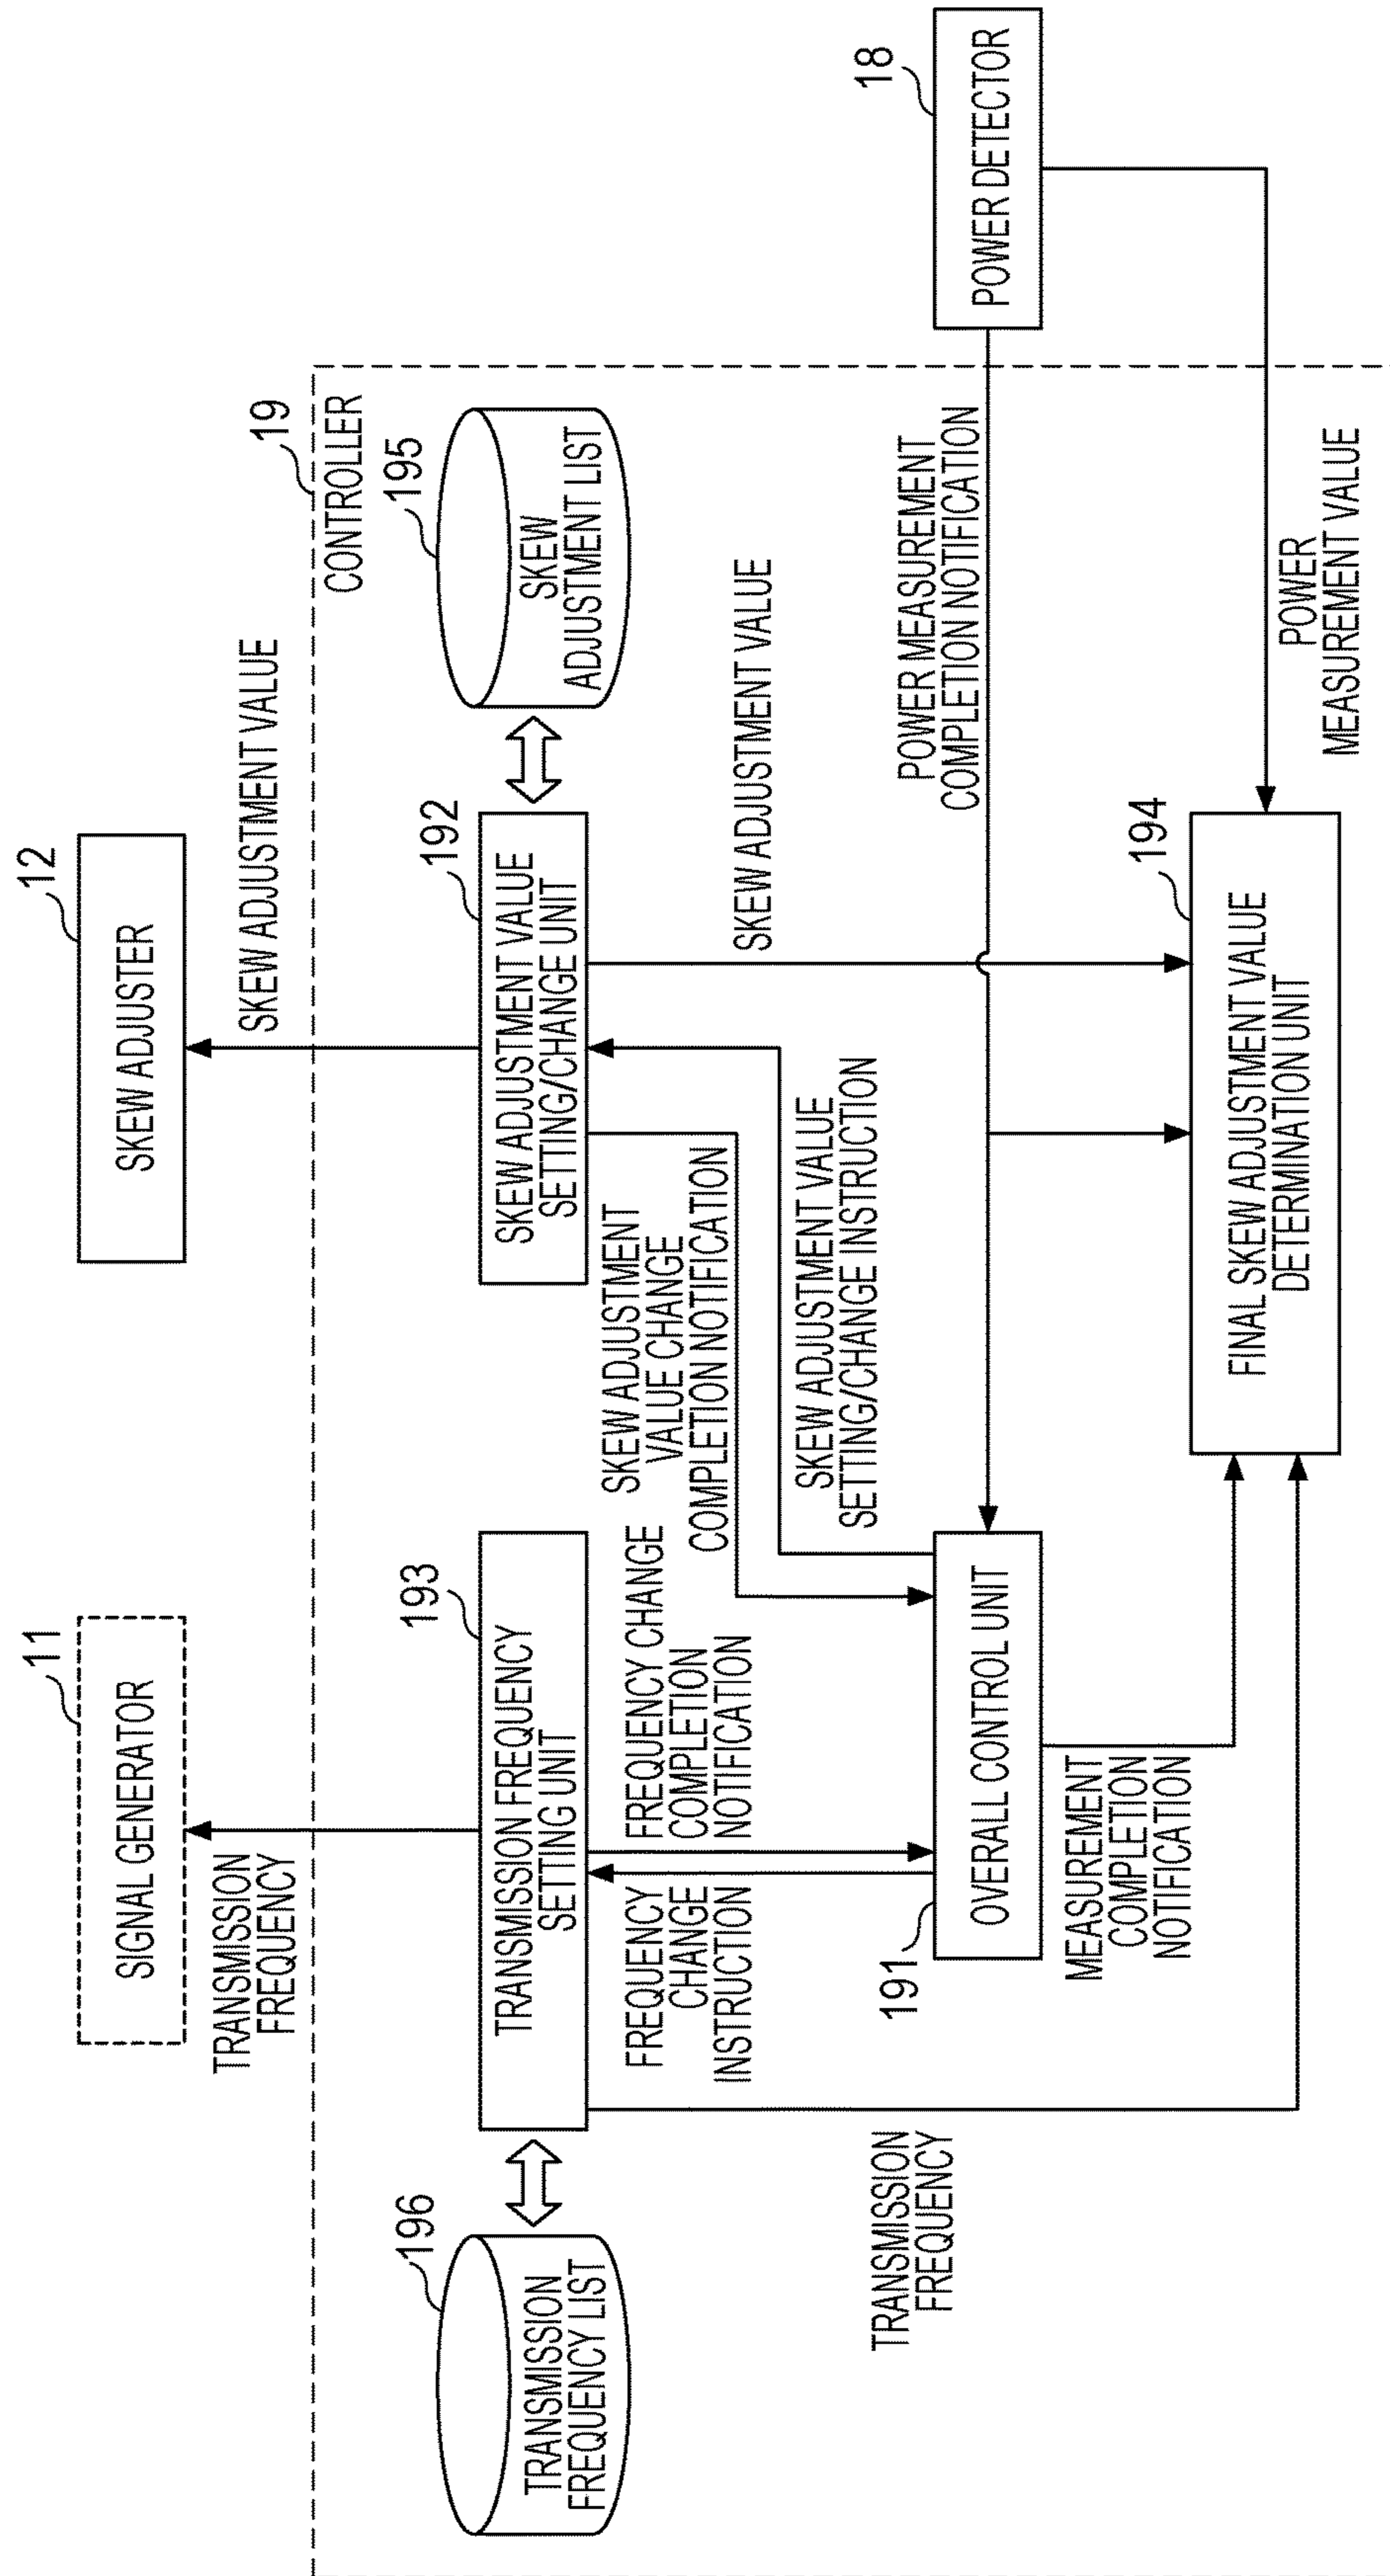 11
SIGNAL GENERATOR
12
SKEW ADJUSTER
TRANSMISSION
FREQUENCY
SKEW ADJUSTMENT VALUE
19
CONTROLLER
196
TRANSMISSION
FREQUENCY LIST
193
TRANSMISSION FREQUENCY
SETTING UNIT
192
SKEW ADJUSTMENT VALUE
SETTING/CHANGE UNIT
195
SKEW
ADJUSTMENT LIST
FREQUENCY
CHANGE
INSTRUCTION
FREQUENCY CHANGE
COMPLETION
NOTIFICATION
SKEW ADJUSTMENT
VALUE CHANGE
COMPLETION NOTIFICATION
SKEW ADJUSTMENT VALUE
SETTING/CHANGE INSTRUCTION
SKEW ADJUSTMENT VALUE
TRANSMISSION
FREQUENCY
191
OVERALL CONTROL UNIT
POWER MEASUREMENT
COMPLETION NOTIFICATION
18
POWER DETECTOR
MEASUREMENT
COMPLETION
NOTIFICATION
194
FINAL SKEW ADJUSTMENT VALUE
DETERMINATION UNIT
POWER
MEASUREMENT VALUE